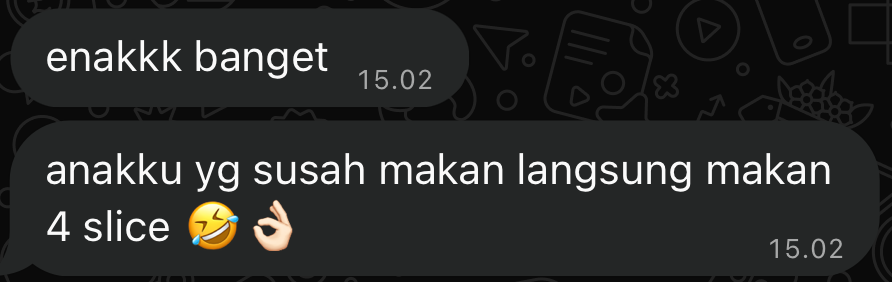 enakkk banget
15.02
anakku yg susah makan langsung makan
4 slice 🤣👌🏻
15.02